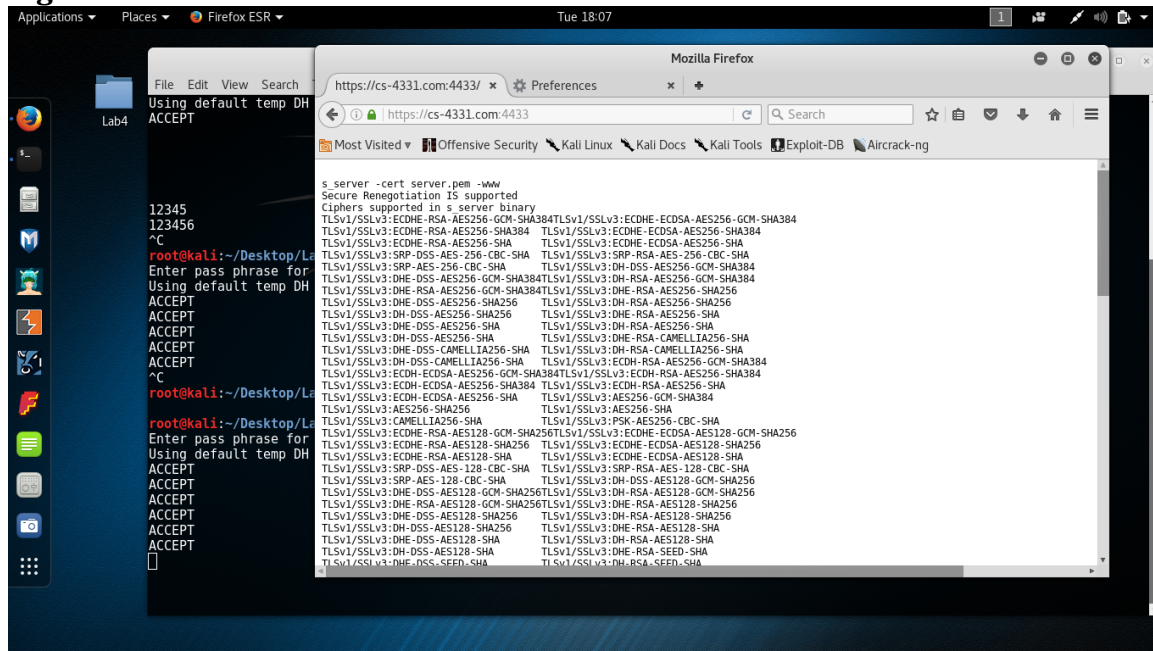 Applications Places Firefox ESR Tue 18:07 1
Mozilla Firefox
File Edit View Search
https://cs-4331.com:4433/ Preferences
Using default temp DH
ACCEPT
https://cs-4331.com:4433 Search
Most Visited Offensive Security Kali Linux Kali Docs Kali Tools Exploit-DB Aircrack-ng
Lab4
12345
123456
^C
root@kali:~/Desktop/La
Enter pass phrase for
Using default temp DH
ACCEPT
ACCEPT
ACCEPT
ACCEPT
ACCEPT
^C
root@kali:~/Desktop/La
root@kali:~/Desktop/La
Enter pass phrase for
Using default temp DH
ACCEPT
ACCEPT
ACCEPT
ACCEPT
ACCEPT
ACCEPT
s_server -cert server.pem -www
Secure Renegotiation IS supported
Ciphers supported in s_server binary
TLSv1/SSLv3:ECDHE-RSA-AES256-GCM-SHA384TLSv1/SSLv3:ECDHE-ECDSA-AES256-GCM-SHA384
TLSv1/SSLv3:ECDHE-RSA-AES256-SHA384 TLSv1/SSLv3:ECDHE-ECDSA-AES256-SHA384
TLSv1/SSLv3:ECDHE-RSA-AES256-SHA TLSv1/SSLv3:ECDHE-ECDSA-AES256-SHA
TLSv1/SSLv3:SRP-DSS-AES-256-CBC-SHA TLSv1/SSLv3:SRP-RSA-AES-256-CBC-SHA
TLSv1/SSLv3:SRP-AES-256-CBC-SHA TLSv1/SSLv3:DH-DSS-AES256-GCM-SHA384
TLSv1/SSLv3:DHE-DSS-AES256-GCM-SHA384TLSv1/SSLv3:DH-RSA-AES256-GCM-SHA384
TLSv1/SSLv3:DHE-RSA-AES256-GCM-SHA384TLSv1/SSLv3:DHE-RSA-AES256-SHA256
TLSv1/SSLv3:DHE-DSS-AES256-SHA256 TLSv1/SSLv3:DH-RSA-AES256-SHA256
TLSv1/SSLv3:DH-DSS-AES256-SHA256 TLSv1/SSLv3:DHE-RSA-AES256-SHA
TLSv1/SSLv3:DHE-DSS-AES256-SHA TLSv1/SSLv3:DH-RSA-AES256-SHA
TLSv1/SSLv3:DH-DSS-AES256-SHA TLSv1/SSLv3:DHE-RSA-CAMELLIA256-SHA
TLSv1/SSLv3:DHE-DSS-CAMELLIA256-SHA TLSv1/SSLv3:DH-RSA-CAMELLIA256-SHA
TLSv1/SSLv3:DH-DSS-CAMELLIA256-SHA TLSv1/SSLv3:ECDH-RSA-AES256-GCM-SHA384
TLSv1/SSLv3:ECDH-ECDSA-AES256-GCM-SHA384TLSv1/SSLv3:ECDH-RSA-AES256-SHA384
TLSv1/SSLv3:ECDH-ECDSA-AES256-SHA384 TLSv1/SSLv3:ECDH-RSA-AES256-SHA
TLSv1/SSLv3:ECDH-ECDSA-AES256-SHA TLSv1/SSLv3:AES256-GCM-SHA384
TLSv1/SSLv3:AES256-SHA256 TLSv1/SSLv3:AES256-SHA
TLSv1/SSLv3:CAMELLIA256-SHA TLSv1/SSLv3:PSK-AES256-CBC-SHA
TLSv1/SSLv3:ECDHE-RSA-AES128-GCM-SHA256TLSv1/SSLv3:ECDHE-ECDSA-AES128-GCM-SHA256
TLSv1/SSLv3:ECDHE-RSA-AES128-SHA256 TLSv1/SSLv3:ECDHE-ECDSA-AES128-SHA256
TLSv1/SSLv3:ECDHE-RSA-AES128-SHA TLSv1/SSLv3:ECDHE-ECDSA-AES128-SHA
TLSv1/SSLv3:SRP-DSS-AES-128-CBC-SHA TLSv1/SSLv3:SRP-RSA-AES-128-CBC-SHA
TLSv1/SSLv3:SRP-AES-128-CBC-SHA TLSv1/SSLv3:DH-DSS-AES128-GCM-SHA256
TLSv1/SSLv3:DHE-DSS-AES128-GCM-SHA256TLSv1/SSLv3:DH-RSA-AES128-GCM-SHA256
TLSv1/SSLv3:DHE-RSA-AES128-GCM-SHA256TLSv1/SSLv3:DHE-RSA-AES128-SHA256
TLSv1/SSLv3:DHE-DSS-AES128-SHA256 TLSv1/SSLv3:DH-RSA-AES128-SHA256
TLSv1/SSLv3:DH-DSS-AES128-SHA256 TLSv1/SSLv3:DHE-RSA-AES128-SHA
TLSv1/SSLv3:DHE-DSS-AES128-SHA TLSv1/SSLv3:DH-RSA-AES128-SHA
TLSv1/SSLv3:DH-DSS-AES128-SHA TLSv1/SSLv3:DHE-RSA-SEED-SHA
TLSv1/SSLv3:DHE-DSS-SEED-SHA TLSv1/SSLv3:DH-RSA-SEED-SHA